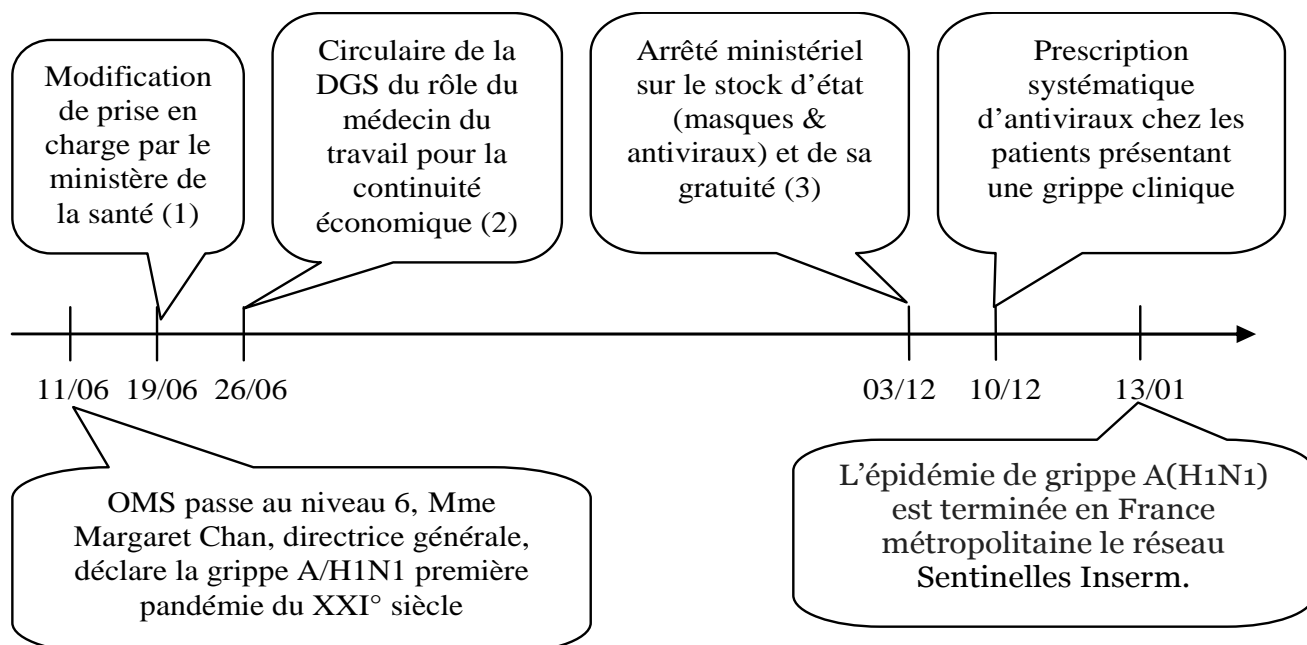 Modification
de prise en
charge par le
ministère de
la santé (1)
Circulaire de la
DGS du rôle du
médecin du
travail pour la
continuité
économique (2)
Arrêté ministériel
sur le stock d’état
(masques &
antiviraux) et de sa
gratuité (3)
Prescription
systématique
d’antiviraux chez les
patients présentant
une grippe clinique
11/06 19/06 26/06 03/12 10/12 13/01
OMS passe au niveau 6, Mme
Margaret Chan, directrice générale,
déclare la grippe A/H1N1 première
pandémie du XXI° siècle
L’épidémie de grippe A(H1N1)
est terminée en France
métropolitaine le réseau
Sentinelles Inserm.